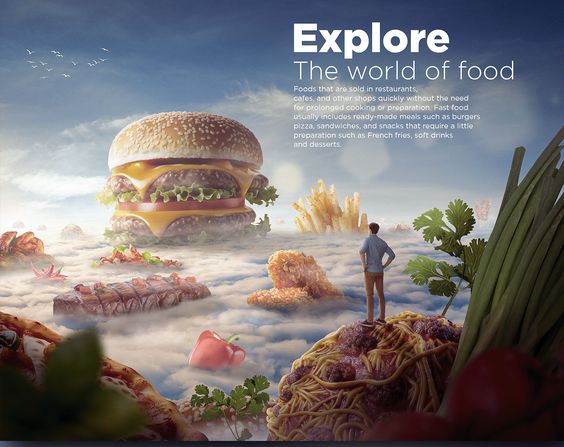 Explore
The world of food
Foods that are sold in restaurants,
cafes, and other shops quickly without the need
for prolonged cooking or preparation. Fast food
usually includes ready-made meals such as burgers
pizza, sandwiches, and snacks that require a little
preparation such as French fries, soft drinks
and desserts.